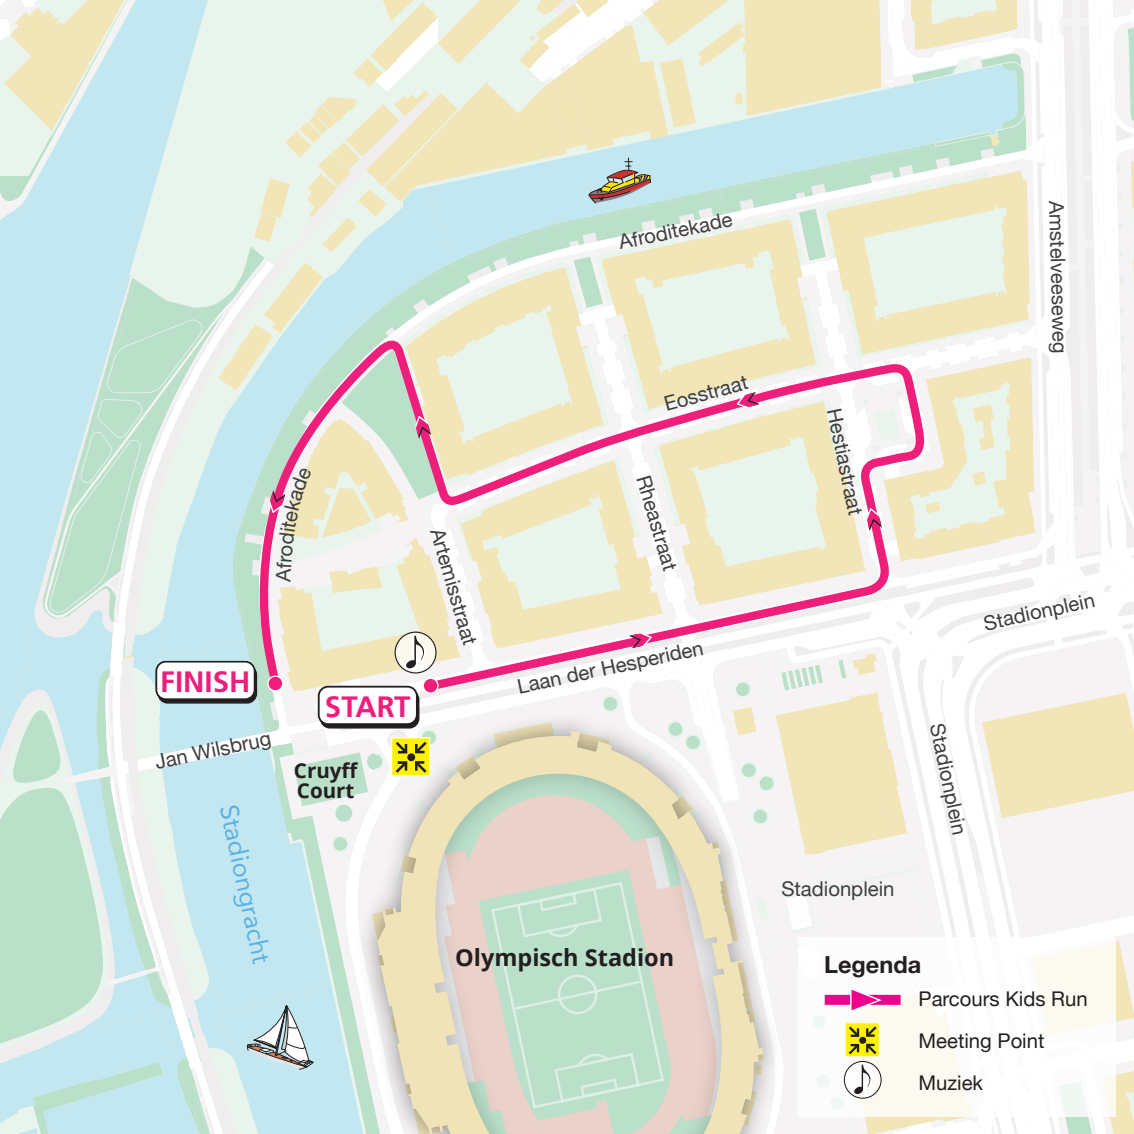 Afroditekade
Amstelveeseweg
Eosstraat
Hestiastraat
Afroditekade
Rheastraat
Artemisstraat
Stadionplein
FINISH
START
Laan der Hesperiden
Jan Wilsbrug
Cruyff
Court
Stadionplein
Stadiongracht
Stadionplein
Olympisch Stadion
Legenda
Parcours Kids Run
Meeting Point
Muziek